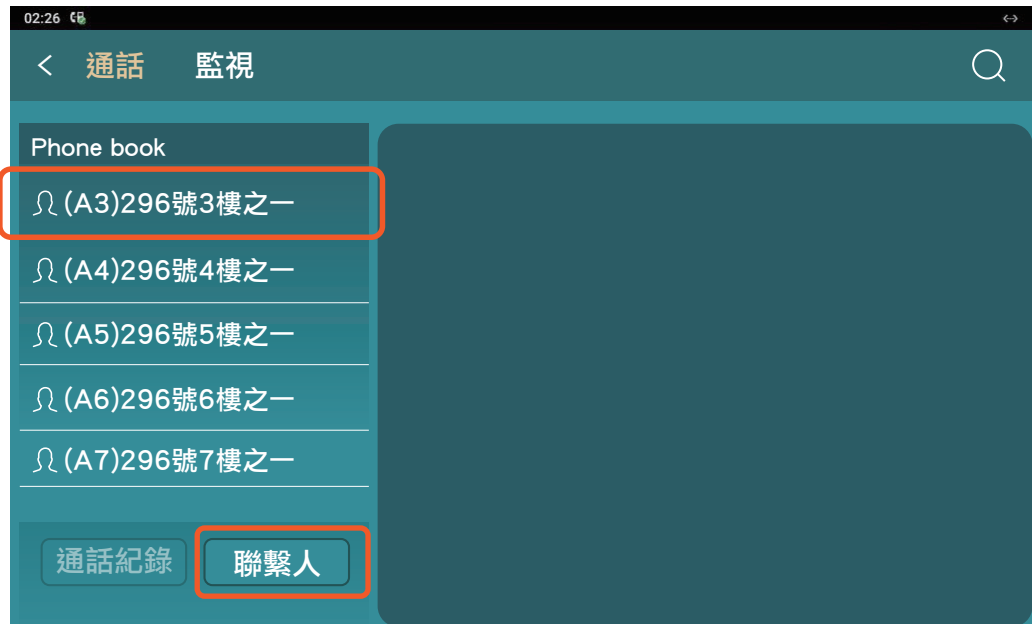 02:26
通話 監視
Phone book
(A3)296號3樓之一
(A4)296號4樓之一
(A5)296號5樓之一
(A6)296號6樓之一
(A7)296號7樓之一
通話紀錄 聯繫人